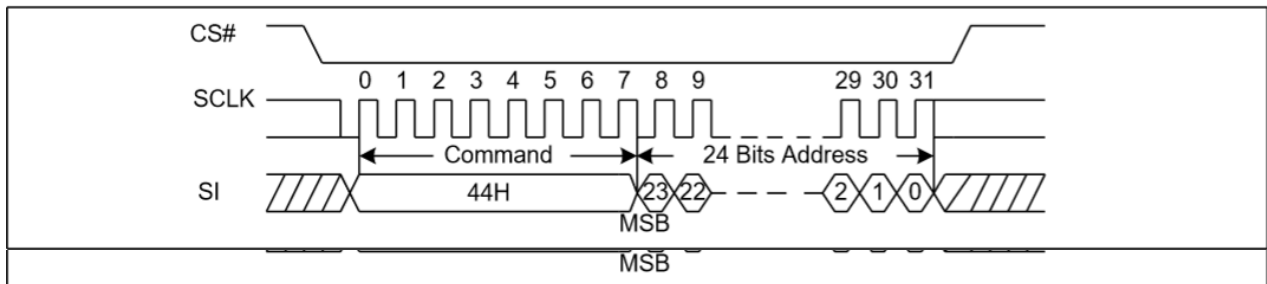 CS#
0 1 2 3 4 5 6 7 8 9 29 30 31
SCLK
Command 24 Bits Address
SI 44H 23 22 2 1 0
MSB
MSB